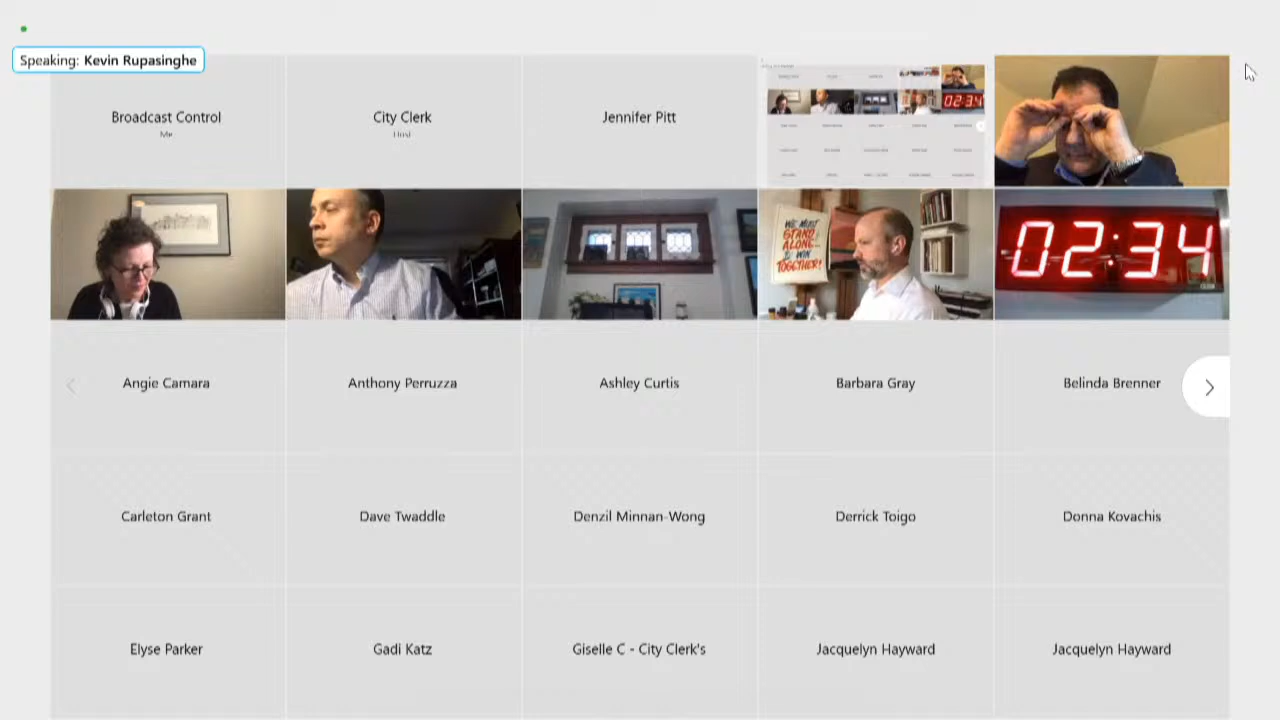 Speaking: Kevin Rupasinghe
Broadcast Control
Me
City Clerk
Host
Jennifer Pitt
02:34
WE MUST
STAND
ALONE...
TO WIN
TOGETHER!
02:34
Angie Camara
Anthony Perruzza
Ashley Curtis
Barbara Gray
Belinda Brenner
Carleton Grant
Dave Twaddle
Denzil Minnan-Wong
Derrick Toigo
Donna Kovachis
Elyse Parker
Gadi Katz
Giselle C - City Clerk's
Jacquelyn Hayward
Jacquelyn Hayward